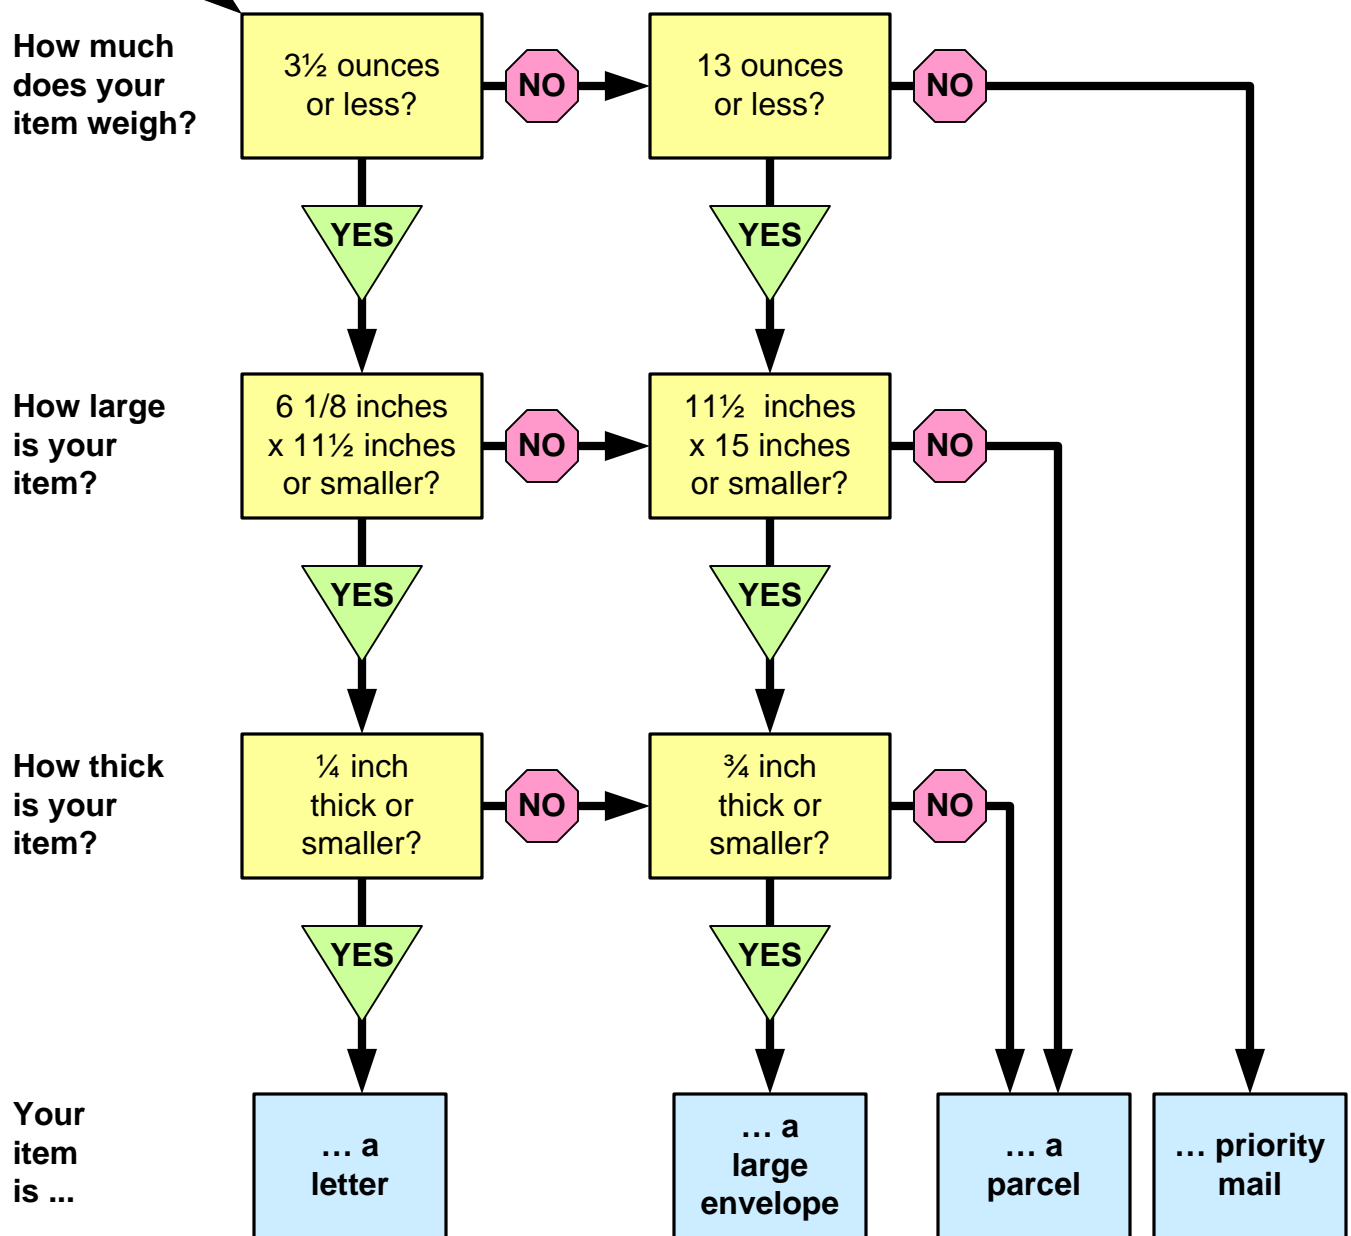 How much
does your
item weigh?
3½ ounces
or less?
NO
13 ounces
or less?
NO
YES
YES
How large
is your
item?
6 1/8 inches
x 11½ inches
or smaller?
NO
11½  inches
x 15 inches
or smaller?
NO
YES
YES
How thick
is your
item?
¼ inch
thick or
smaller?
NO
¾ inch
thick or
smaller?
NO
YES
YES
Your
item
is ...
… a
letter
… a
large
envelope
… a
parcel
… priority
mail